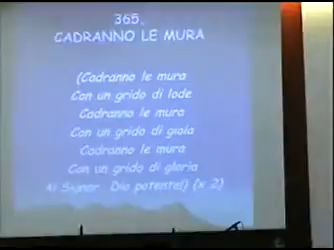 365.
CADRANNO LE MURA
(Cadranno le mura
Con un grido di lode
Cadranno le mura
Con un grido di gioia
Cadranno le mura
Con un grido di gloria
Al Signor Dio potente!) (x 2)